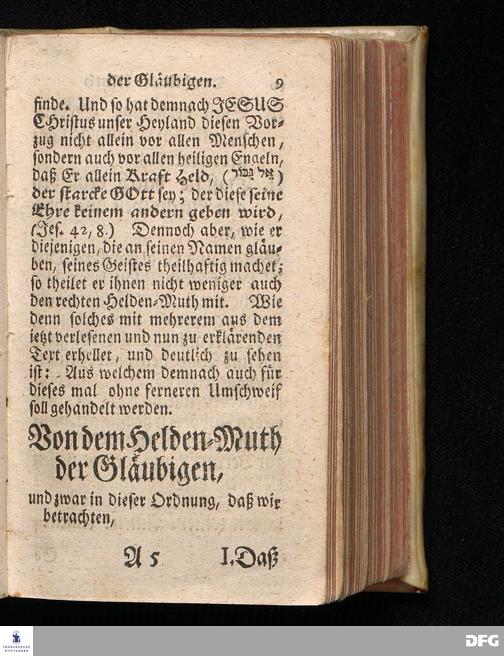 der Gläubigen. 9
finde. Und so hat demnach JESUS
CHristus unser Heyland diesen Vor-
zug nicht allein vor allen Menschen,
sondern auch vor allen heiligen Engeln,
daß Er allein Kraft Held, (אל גבור)
der starcke GOtt sey; der diese seine
Ehre keinem andern geben wird,
(Jes. 42, 8.) Dennoch aber, wie er
diejenigen, die an seinen Namen gläu-
ben, seines Geistes theilhaftig machet;
so theilet er ihnen nicht weniger auch
den rechten Helden-Muth mit. Wie
denn solches mit mehrerem aus dem
ietzt verlesenen und nun zu erklärenden
Text erhellet, und deutlich zu sehen
ist: Aus welchem demnach auch für
dieses mal ohne ferneren Umschweif
soll gehandelt werden.
Von dem Helden-Muth
der Gläubigen,
und zwar in dieser Ordnung, daß wir
betrachten,
A 5 I. Daß
FRANCKESCHE
STIFTUNGEN
DFG